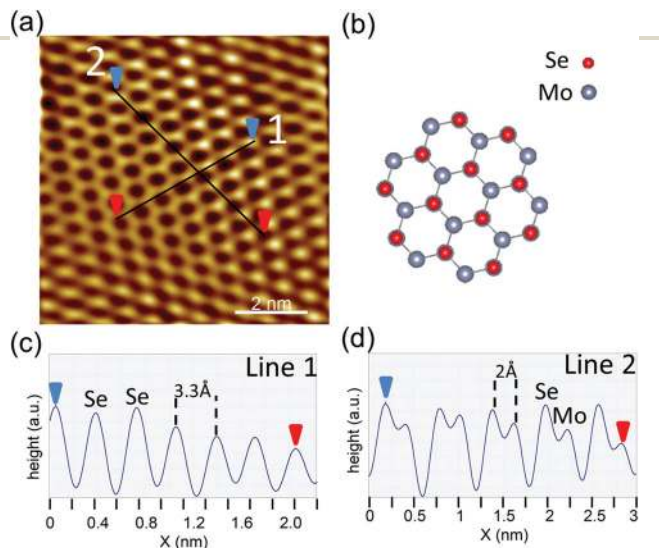 (a)
2
1
2 nm
(b)
Se
Mo
(c)
Line 1
Se Se 3.3Å
height (a.u.)
0 0.4 0.8 1.2 1.6 2.0
X (nm)
(d)
Line 2
2Å
Se
Mo
height (a.u.)
0 0.5 1 1.5 2 2.5 3
X (nm)